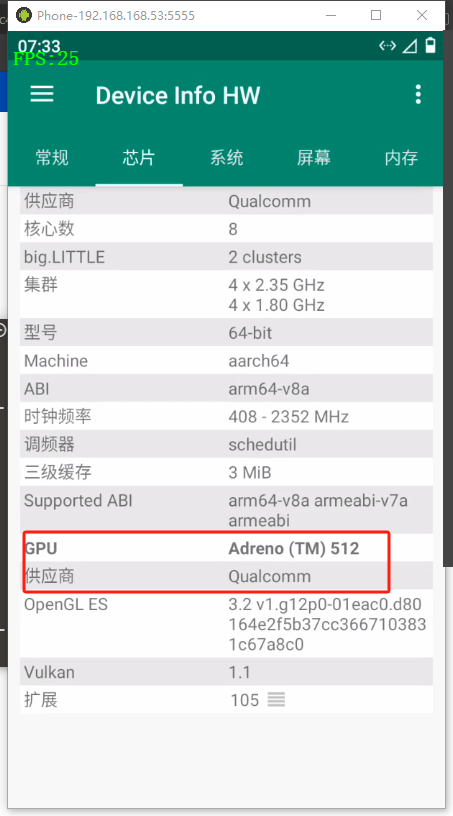 Phone-192.168.168.53:5555
07:33
FPS:25
Device Info HW
常规 芯片 系统 屏幕 内存
供应商 Qualcomm
核心数 8
big.LITTLE 2 clusters
集群 4 x 2.35 GHz
4 x 1.80 GHz
型号 64-bit
Machine aarch64
ABI arm64-v8a
时钟频率 408 - 2352 MHz
调频器 schedutil
三级缓存 3 MiB
Supported ABI arm64-v8a armeabi-v7a
armeabi
GPU Adreno (TM) 512
供应商 Qualcomm
OpenGL ES 3.2 v1.g12p0-01eac0.d80
164e2f5b37cc366710383
1c67a8c0
Vulkan 1.1
扩展 105